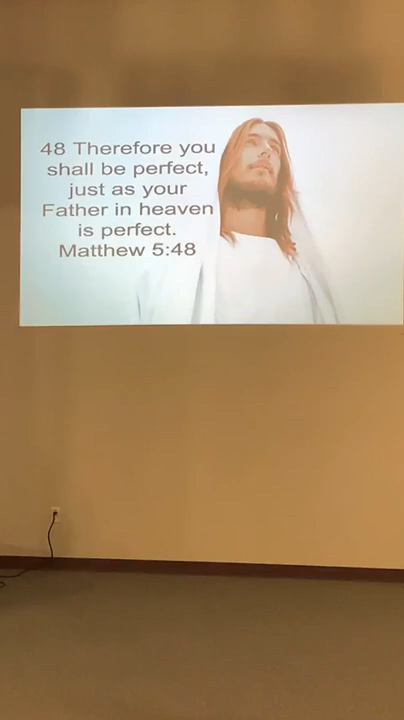 48 Therefore you
shall be perfect,
just as your
Father in heaven
is perfect.
Matthew 5:48